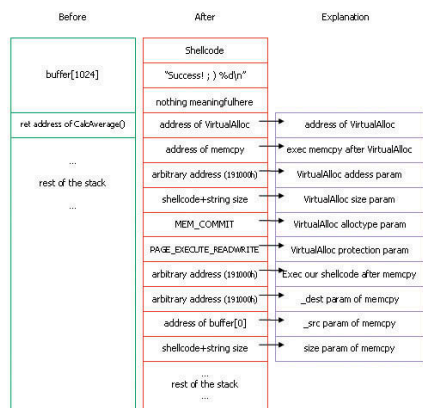 Before
After
Explanation
buffer[1024]
Shellcode
"Success! ; ) %d\n"
nothing meaningfulhere
ret address of CalcAverage()
address of VirtualAlloc
address of VirtualAlloc
...
rest of the stack
...
address of memcpy
exec memcpy after VirtualAlloc
arbitrary address (191000h)
VirtualAlloc addess param
shellcode+string size
VirtualAlloc size param
MEM_COMMIT
VirtualAlloc alloctype param
PAGE_EXECUTE_READWRITE
VirtualAlloc protection param
arbitrary address (191000h)
Exec our shellcode after memcpy
arbitrary address (191000h)
_dest param of memcpy
address of buffer[0]
_src param of memcpy
shellcode+string size
size param of memcpy
...
rest of the stack
...